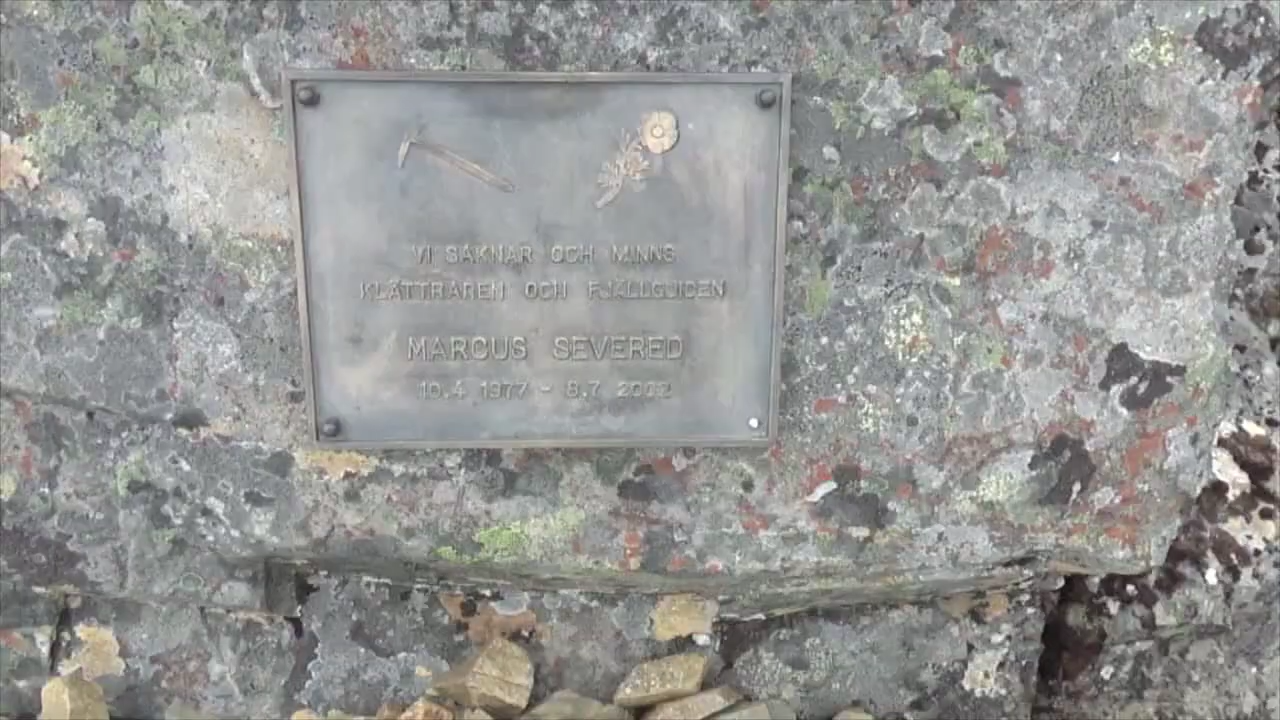 VI SAKNAR OCH MINNS
KLÄTTRAREN OCH FJÄLLGUIDEN
MARCUS SEVERED
10.4 1977 - 8.7 2002